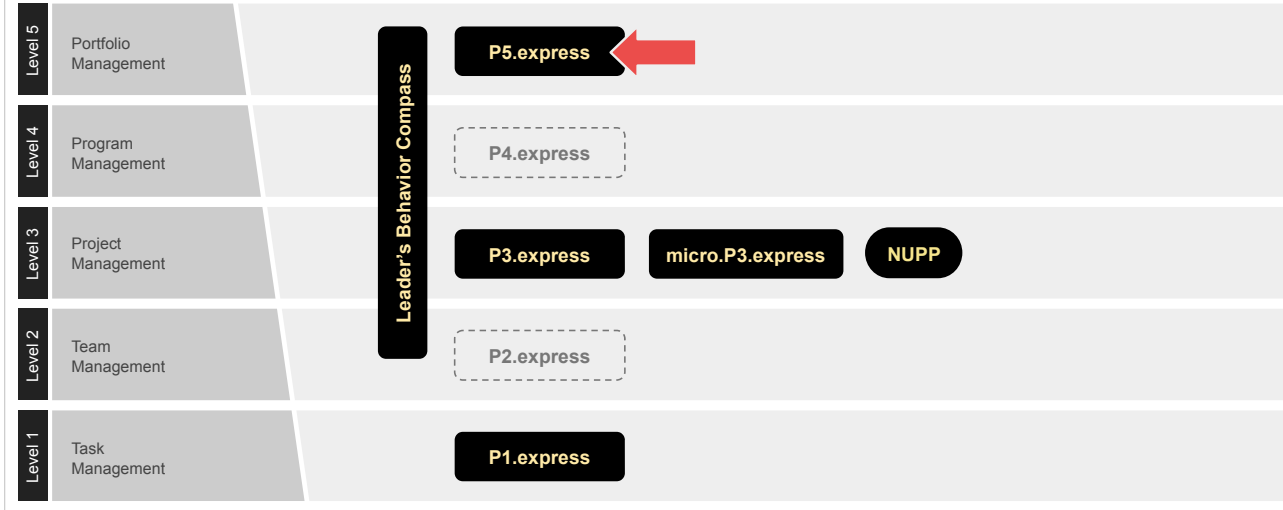 Level 5
Portfolio
Management
P5.express
Leader's Behavior Compass
Level 4
Program
Management
P4.express
Level 3
Project
Management
P3.express
micro.P3.express
NUPP
Level 2
Team
Management
P2.express
Level 1
Task
Management
P1.express